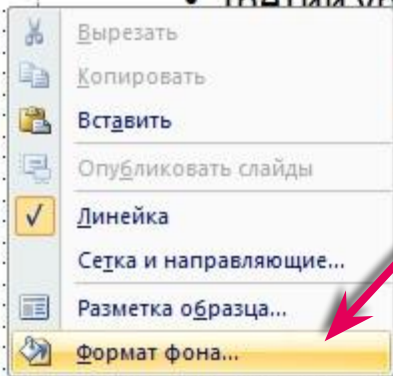 Вырезать
Копировать
Вставить
Опубликовать слайды
Линейка
Сетка и направляющие...
Разметка образца...
Формат фона...